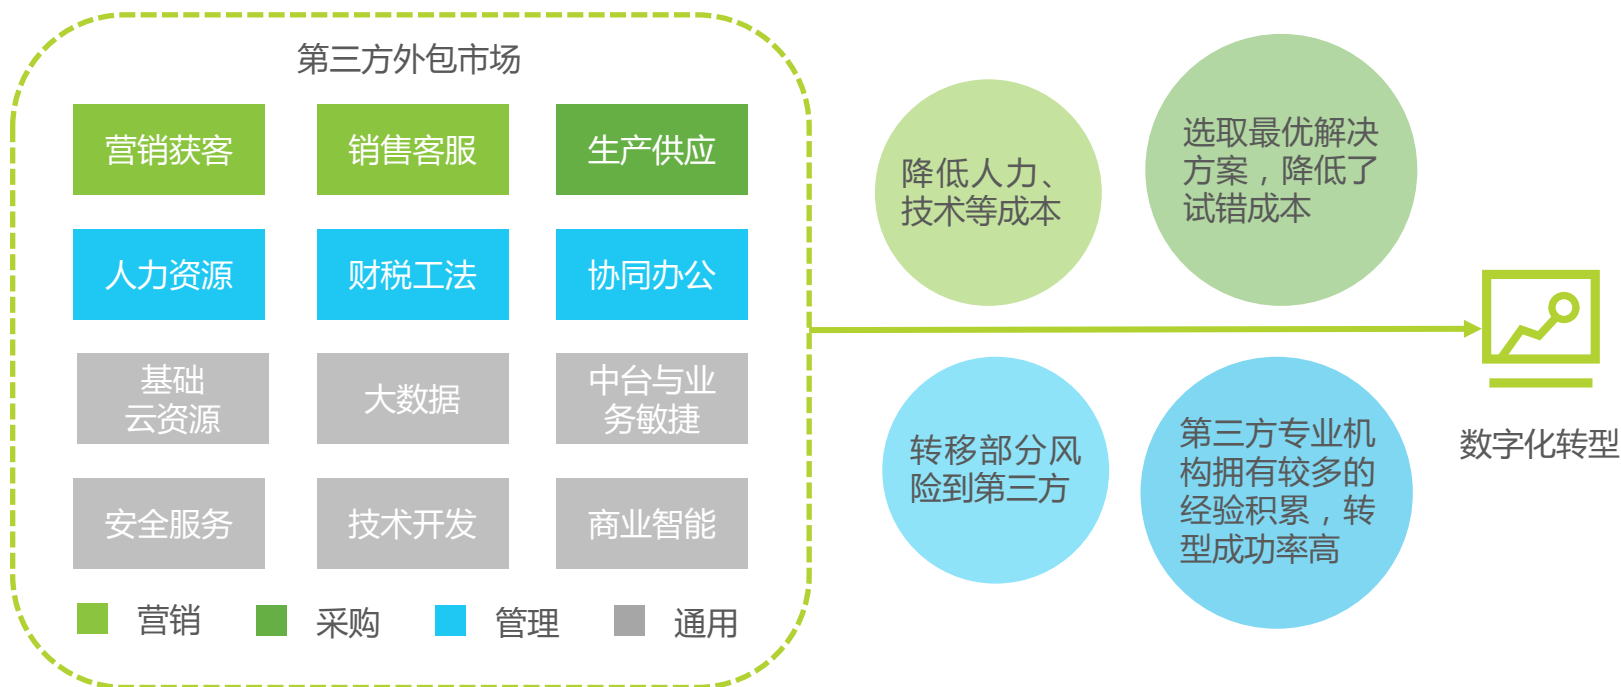 第三方外包市场
营销获客
销售客服
生产供应
人力资源
财税工法
协同办公
基础
云资源
大数据
中台与业
务敏捷
安全服务
技术开发
商业智能
营销
采购
管理
通用
降低人力、
技术等成本
选取最优解决
方案，降低了
试错成本
转移部分风
险到第三方
第三方专业机
构拥有较多的
经验积累，转
型成功率高
数字化转型